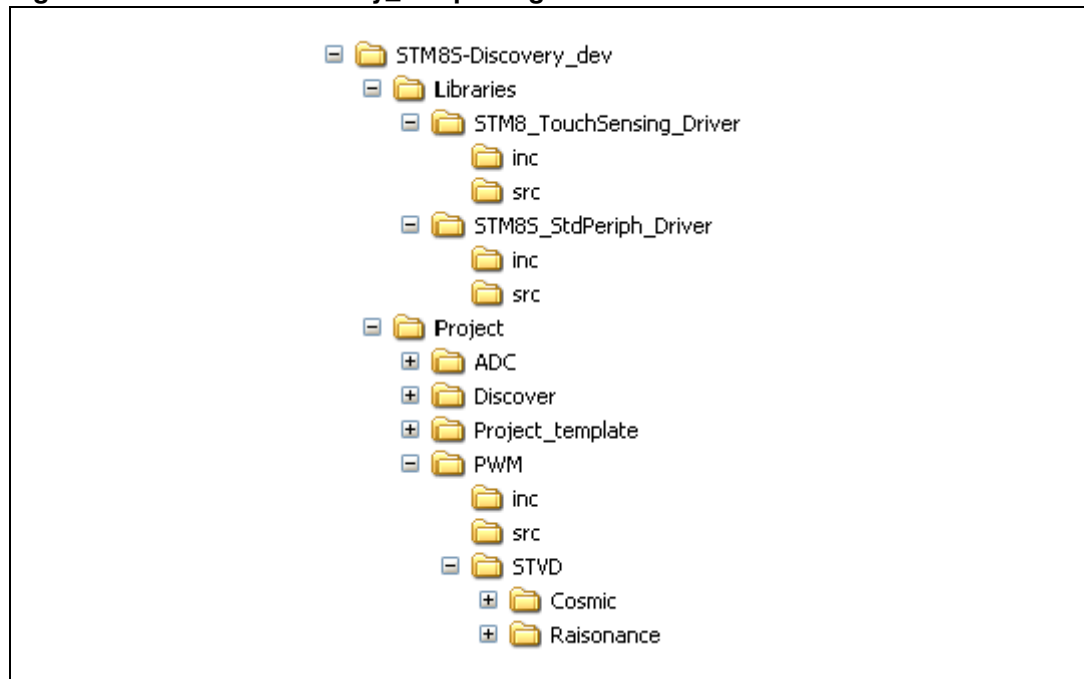 STM8S-Discovery_dev
Libraries
STM8_TouchSensing_Driver
inc
src
STM8S_StdPeriph_Driver
inc
src
Project
ADC
Discover
Project_template
PWM
inc
src
STVD
Cosmic
Raisonance